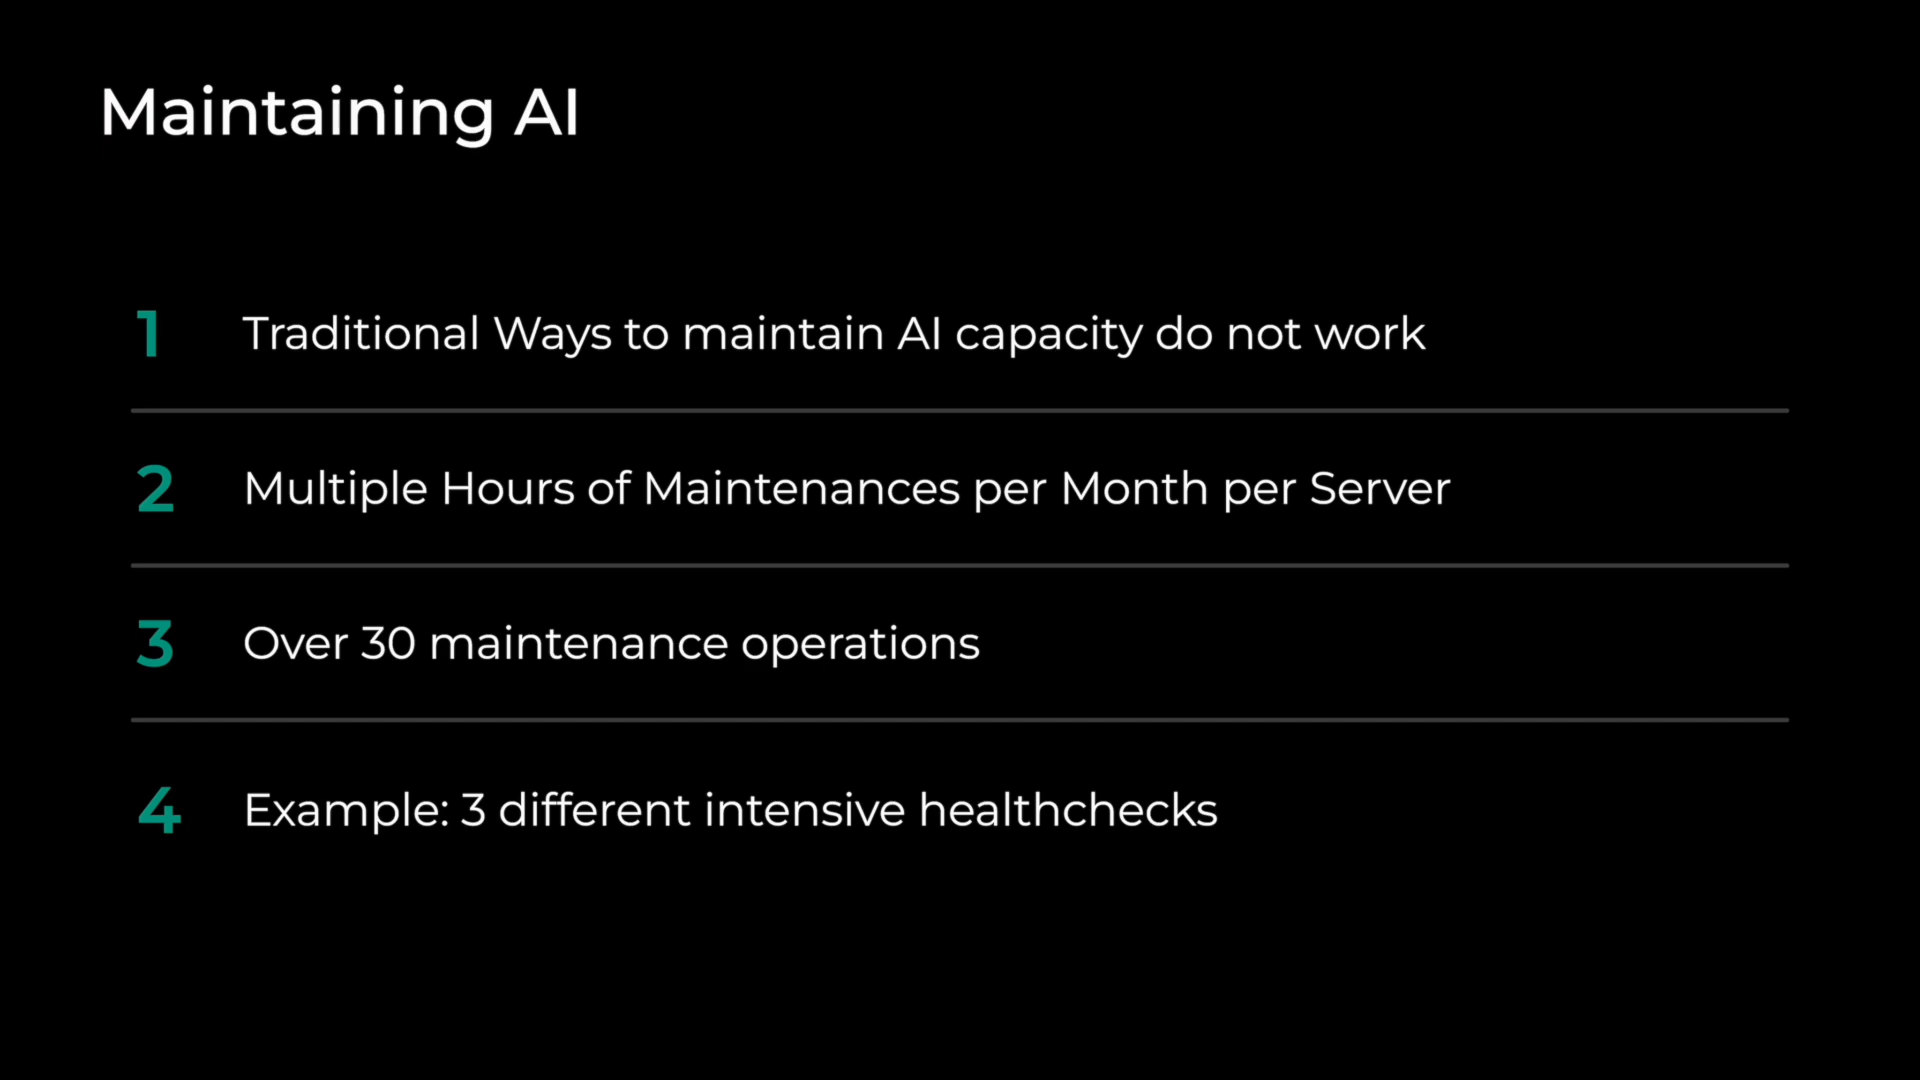 Maintaining AI
1 Traditional Ways to maintain AI capacity do not work
2 Multiple Hours of Maintenances per Month per Server
3 Over 30 maintenance operations
4 Example: 3 different intensive healthchecks